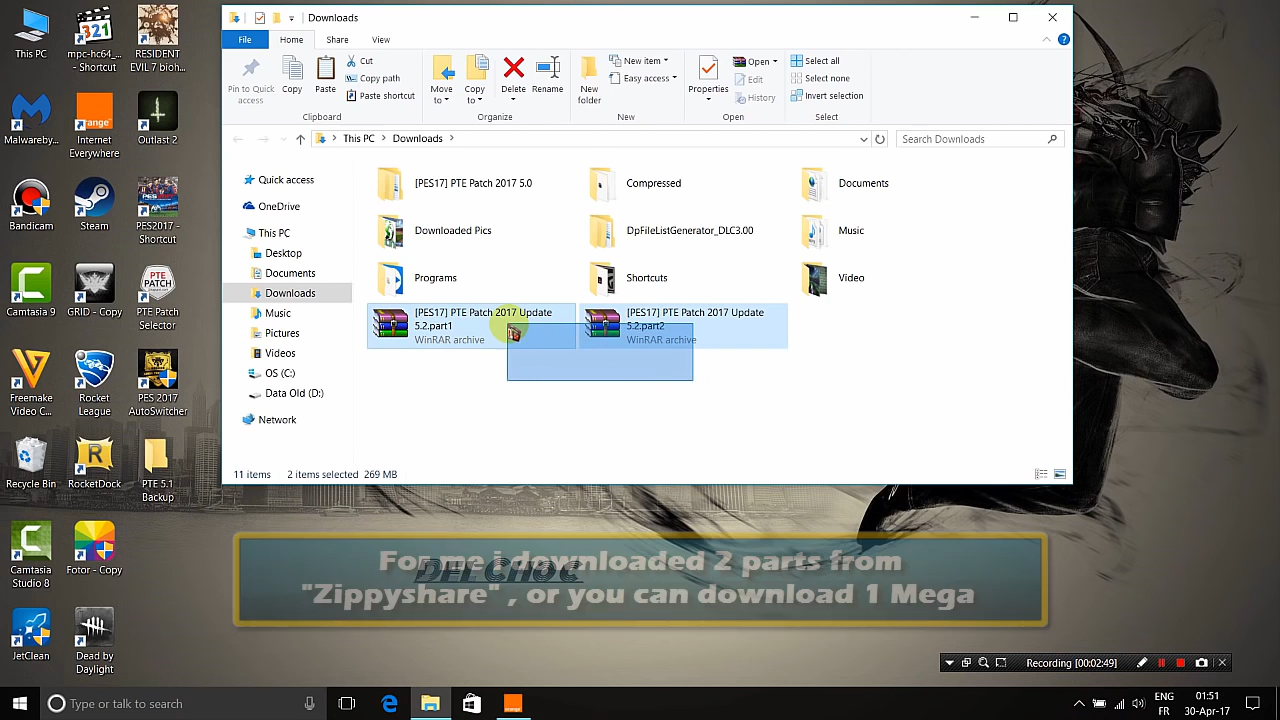 This PC
mpc-hc64_...
- Shortcut
RESIDENT
EVIL 7 bioh...
Malwareby...
Internet
Everywhere
Outlast 2
Bandicam
Steam
PES2017 -
Shortcut
Camtasia 9
GRID - Copy
PTE Patch
Selector
Freemake
Video C...
Rocket
League
PES 2017
AutoSwitcher
Recycle Bin
RocketDock
PTE 5.1
Backup
Camtasia
Studio 8
Fotor - Copy
JetClean
Dead by
Daylight
Downloads
File
Home
Share
View
Pin to Quick
access
Copy
Paste
Cut
Copy path
Paste shortcut
Clipboard
Move
to
Copy
to
Delete
Rename
Organize
New
folder
New item
Easy access
New
Properties
Open
Edit
History
Open
Select all
Select none
Invert selection
Select
This PC
Downloads
Search Downloads
Quick access
OneDrive
This PC
Desktop
Documents
Downloads
Music
Pictures
Videos
OS (C:)
Data Old (D:)
Network
[PES17] PTE Patch 2017 5.0
Compressed
Documents
Downloaded Pics
DpFileListGenerator_DLC3.00
Music
Programs
Shortcuts
Video
[PES17] PTE Patch 2017 Update
5.2.part1
WinRAR archive
[PES17] PTE Patch 2017 Update
5.2.part2
WinRAR archive
11 items
2 items selected
269 MB
For me i downloaded 2 parts from
"Zippyshare" , or you can download 1 Mega
Recording [00:02:49]
Type or talk to search
ENG
FR
01:51
30-Apr-17